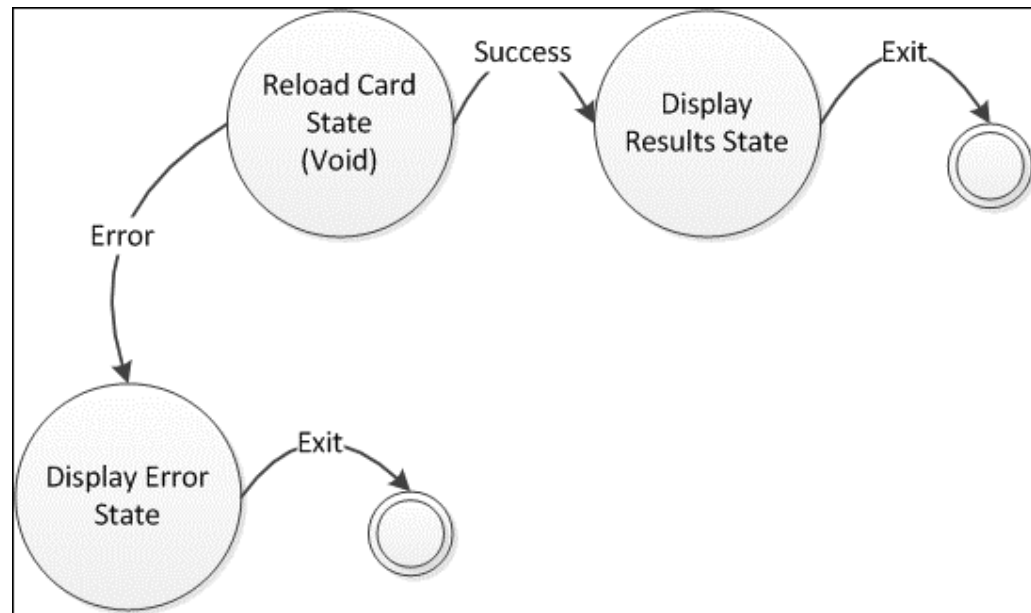 Reload Card
State
(Void)
Success
Display
Results State
Exit
Error
Display Error
State
Exit